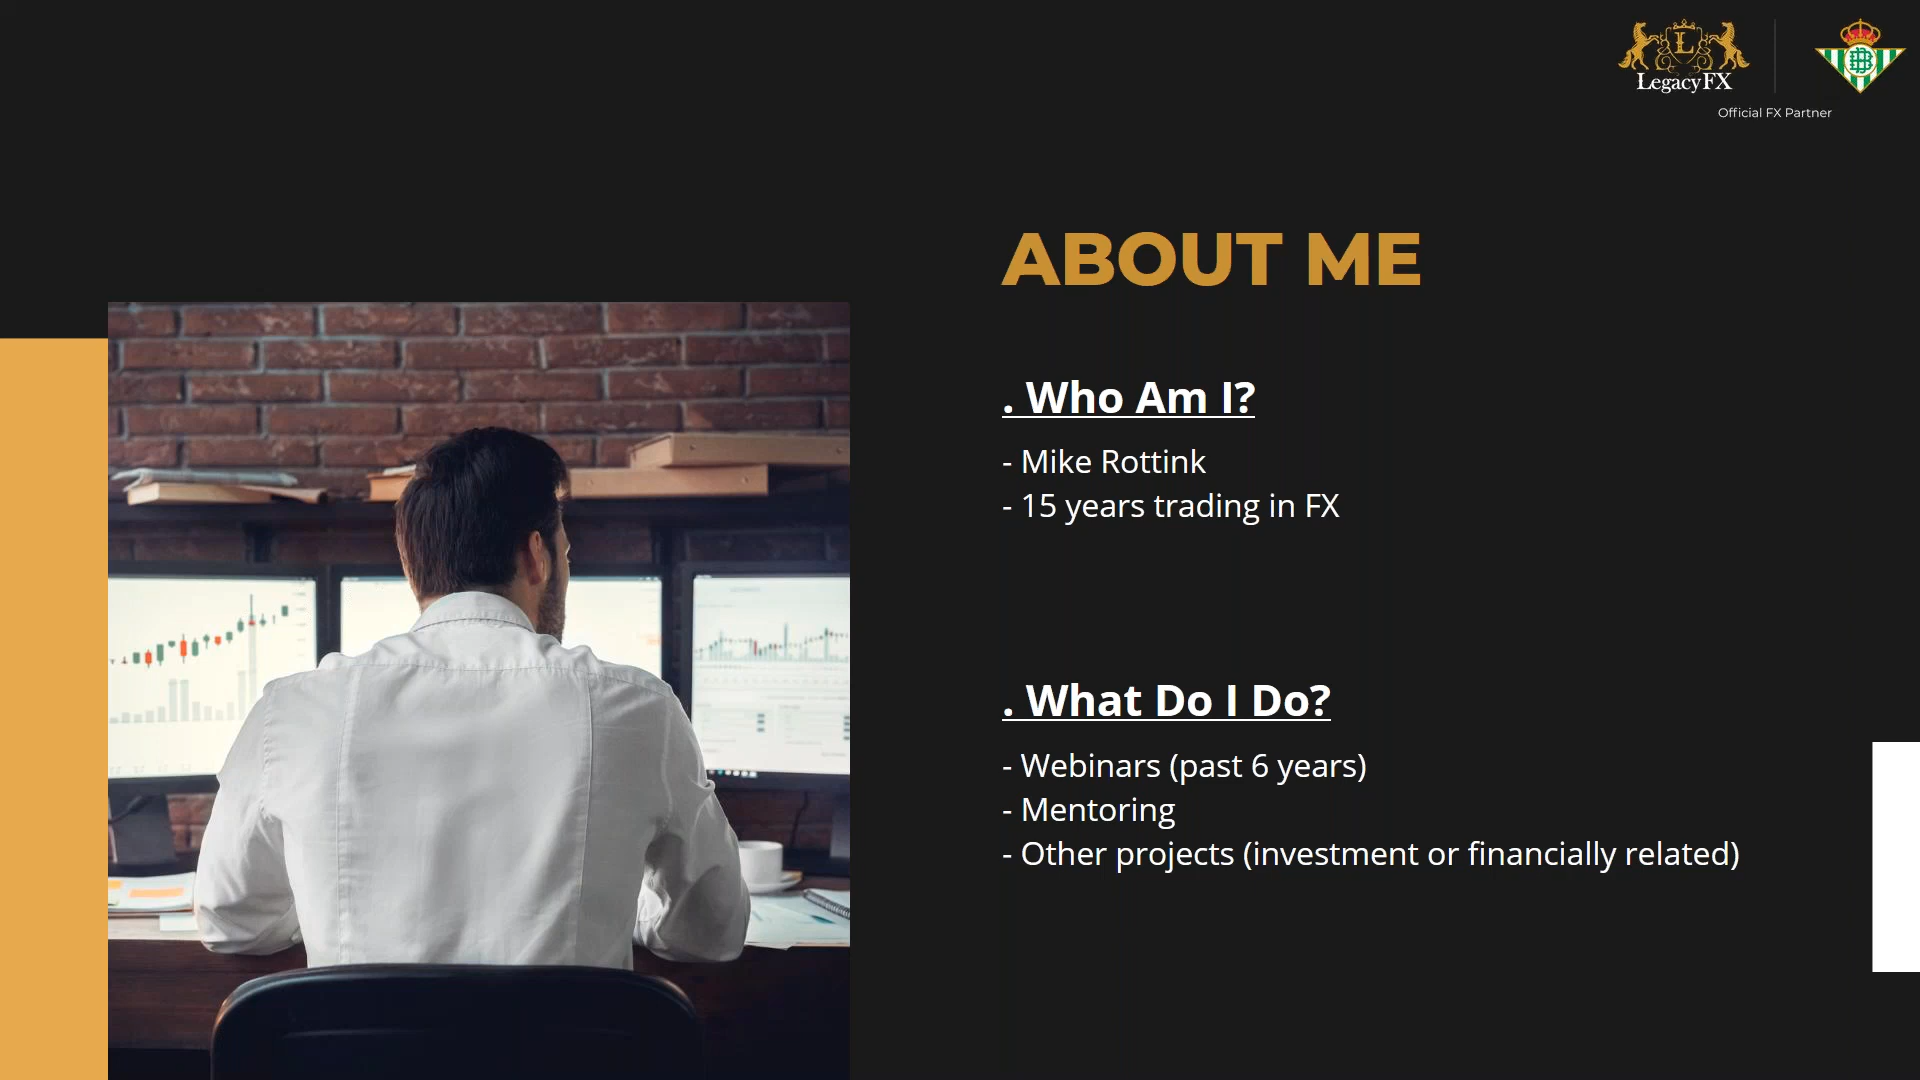 LegacyFX
Official FX Partner
ABOUT ME
. Who Am I?
- Mike Rottink
- 15 years trading in FX
. What Do I Do?
- Webinars (past 6 years)
- Mentoring
- Other projects (investment or financially related)